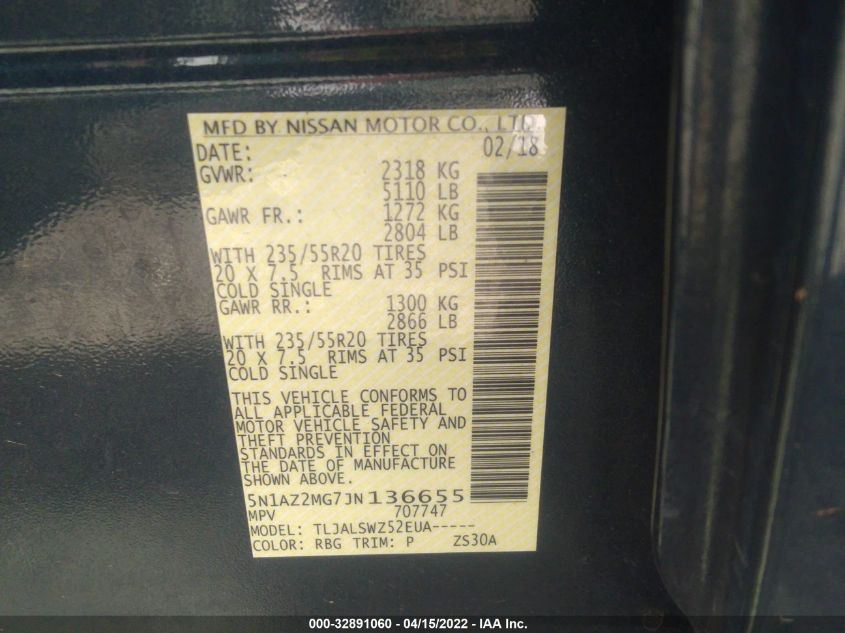 MFD BY NISSAN MOTOR CO., LTD.
DATE: 02/18
GVWR: 2318 KG
5110 LB
GAWR FR.: 1272 KG
2804 LB
WITH 235/55R20 TIRES
20 X 7.5 RIMS AT 35 PSI
COLD SINGLE
GAWR RR.: 1300 KG
2866 LB
WITH 235/55R20 TIRES
20 X 7.5 RIMS AT 35 PSI
COLD SINGLE
THIS VEHICLE CONFORMS TO
ALL APPLICABLE FEDERAL
MOTOR VEHICLE SAFETY AND
THEFT PREVENTION
STANDARDS IN EFFECT ON
THE DATE OF MANUFACTURE
SHOWN ABOVE.
5N1AZ2MG7JN136655
MPV 707747
MODEL: TLJALSWZ52EUA-----
COLOR: RBG TRIM: P ZS30A
000-32891060 - 04/15/2022 - IAA Inc.